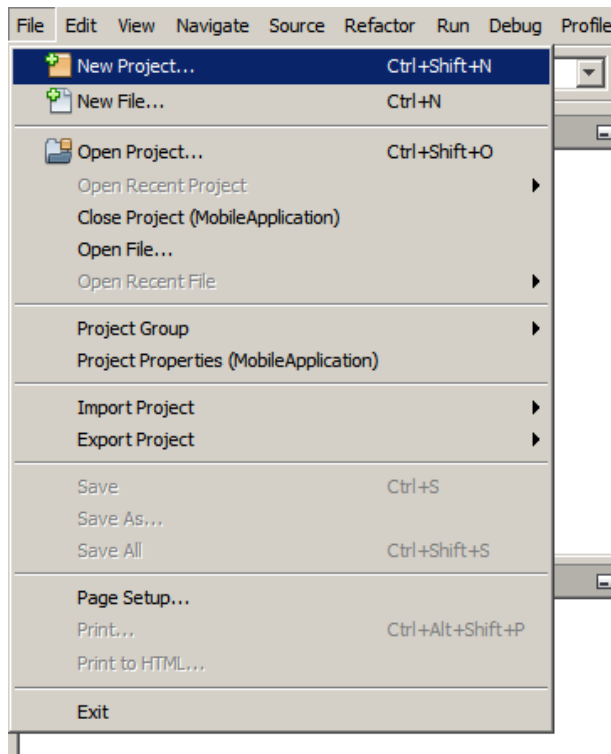 File Edit View Navigate Source Refactor Run Debug Profile
New Project... Ctrl+Shift+N
New File... Ctrl+N
Open Project... Ctrl+Shift+O
Open Recent Project
Close Project (MobileApplication)
Open File...
Open Recent File
Project Group
Project Properties (MobileApplication)
Import Project
Export Project
Save Ctrl+S
Save As...
Save All Ctrl+Shift+S
Page Setup...
Print... Ctrl+Alt+Shift+P
Print to HTML...
Exit